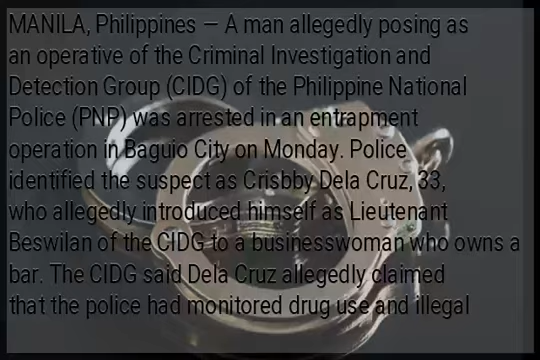 MANILA, Philippines — A man allegedly posing as
an operative of the Criminal Investigation and
Detection Group (CIDG) of the Philippine National
Police (PNP) was arrested in an entrapment
operation in Baguio City on Monday. Police
identified the suspect as Crisbby Dela Cruz, 33,
who allegedly introduced himself as Lieutenant
Beswilan of the CIDG to a businesswoman who owns a
bar. The CIDG said Dela Cruz allegedly claimed
that the police had monitored drug use and illegal